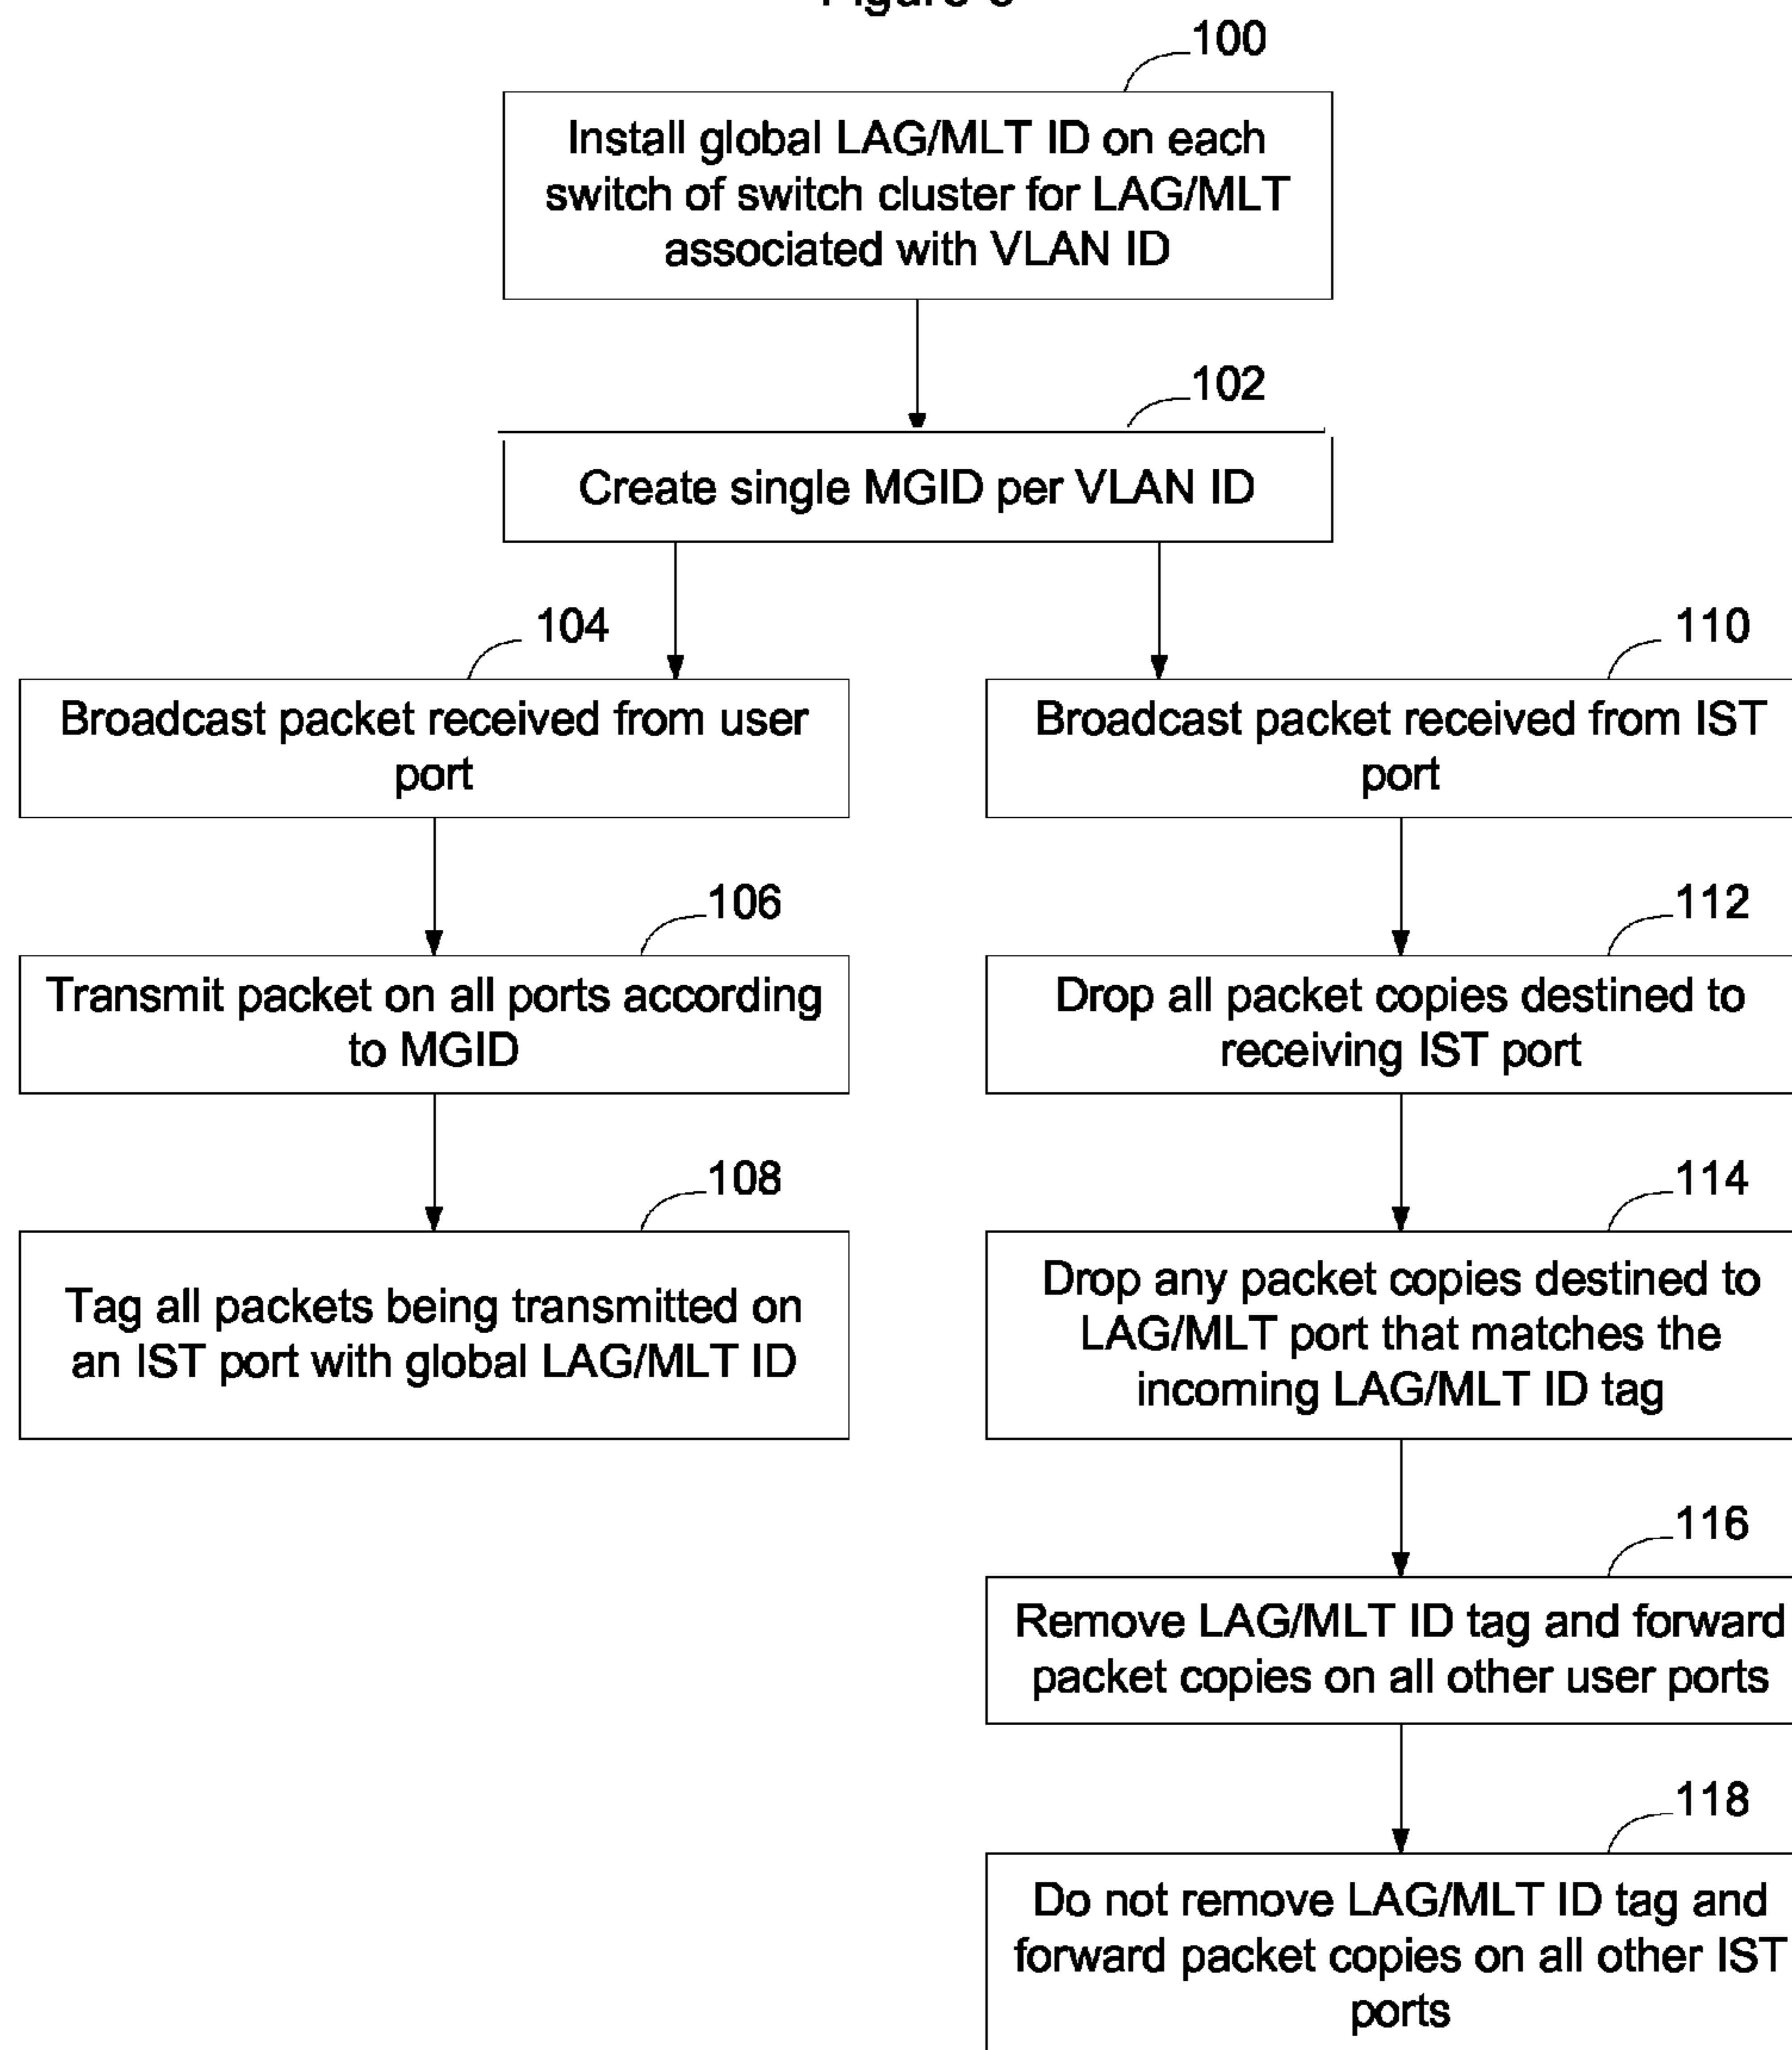 100
Install global LAG/MLT ID on each
switch of switch cluster for LAG/MLT
associated with VLAN ID
102
Create single MGID per VLAN ID
104
Broadcast packet received from user
port
106
Transmit packet on all ports according
to MGID
108
Tag all packets being transmitted on
an IST port with global LAG/MLT ID
110
Broadcast packet received from IST
port
112
Drop all packet copies destined to
receiving IST port
114
Drop any packet copies destined to
LAG/MLT port that matches the
incoming LAG/MLT ID tag
116
Remove LAG/MLT ID tag and forward
packet copies on all other user ports
118
Do not remove LAG/MLT ID tag and
forward packet copies on all other IST
ports